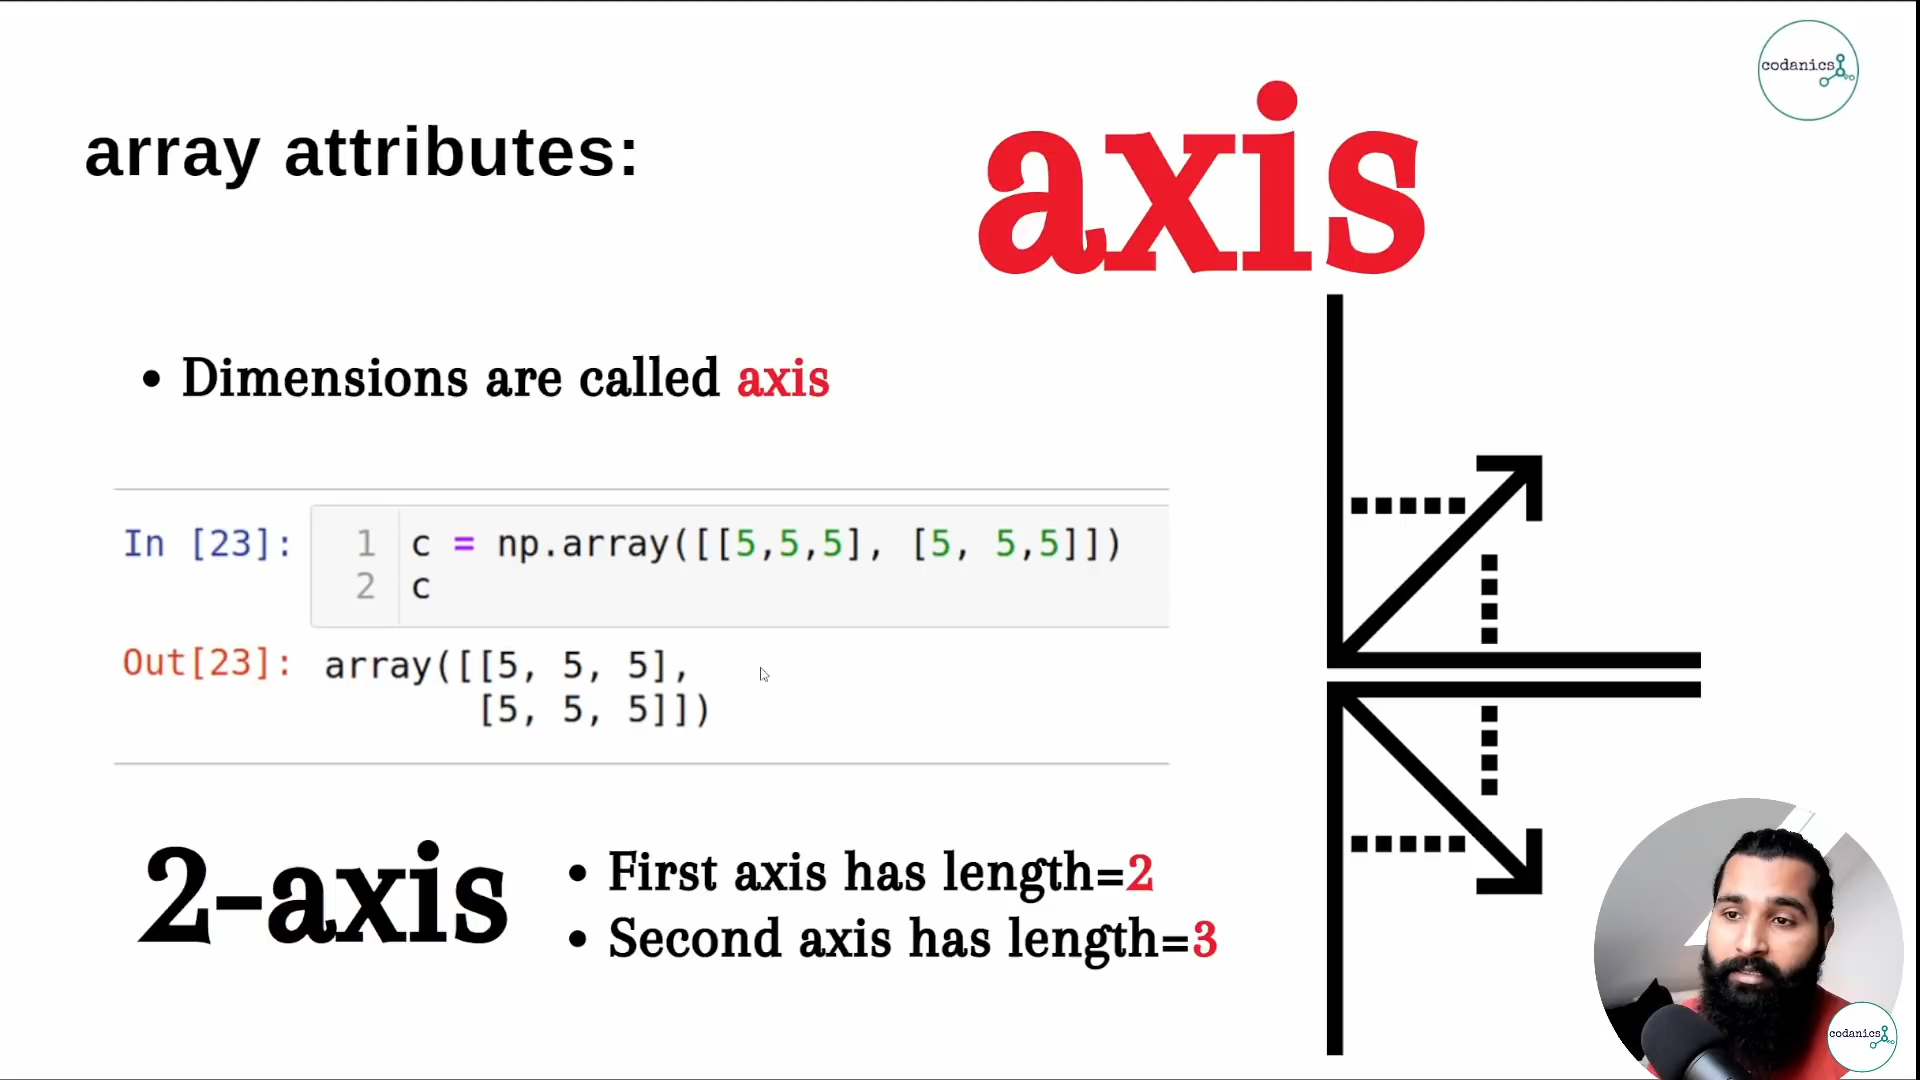 codanics
array attributes:
axis
• Dimensions are called axis
In [23]:
1 c = np.array([[5,5,5], [5, 5,5]])
2 c
Out[23]: array([[5, 5, 5],
[5, 5, 5]])
2-axis
• First axis has length=2
• Second axis has length=3
codanics